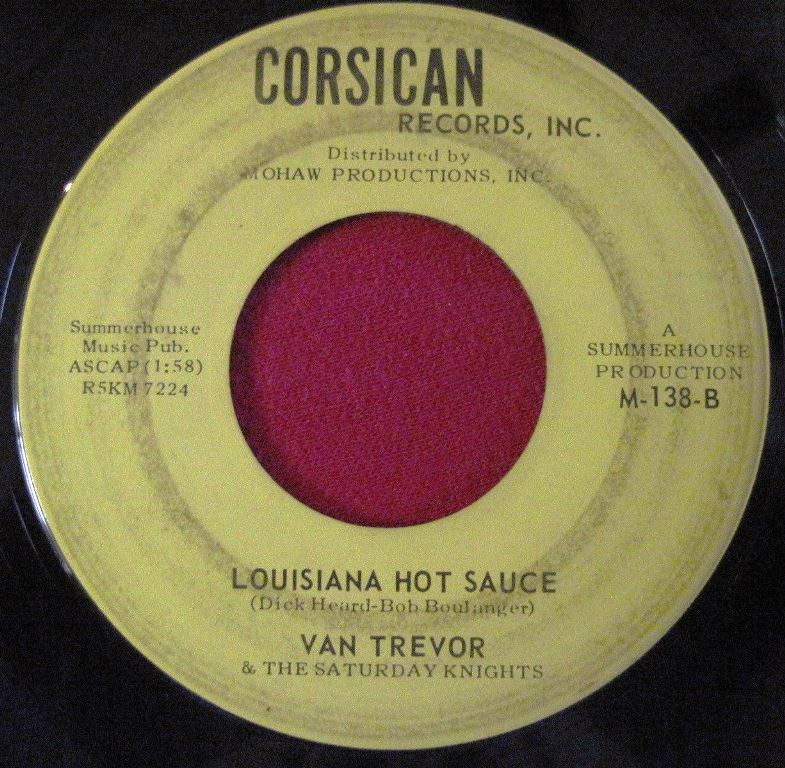 CORSICAN
RECORDS, INC.
Distributed by
MOHAW PRODUCTIONS, INC.
Summerhouse
Music Pub.
ASCAP (1:58)
R5KM 7224
A
SUMMERHOUSE
PRODUCTION
M-138-B
LOUISIANA HOT SAUCE
(Dick Heard-Bob Boulanger)
VAN TREVOR
& THE SATURDAY KNIGHTS